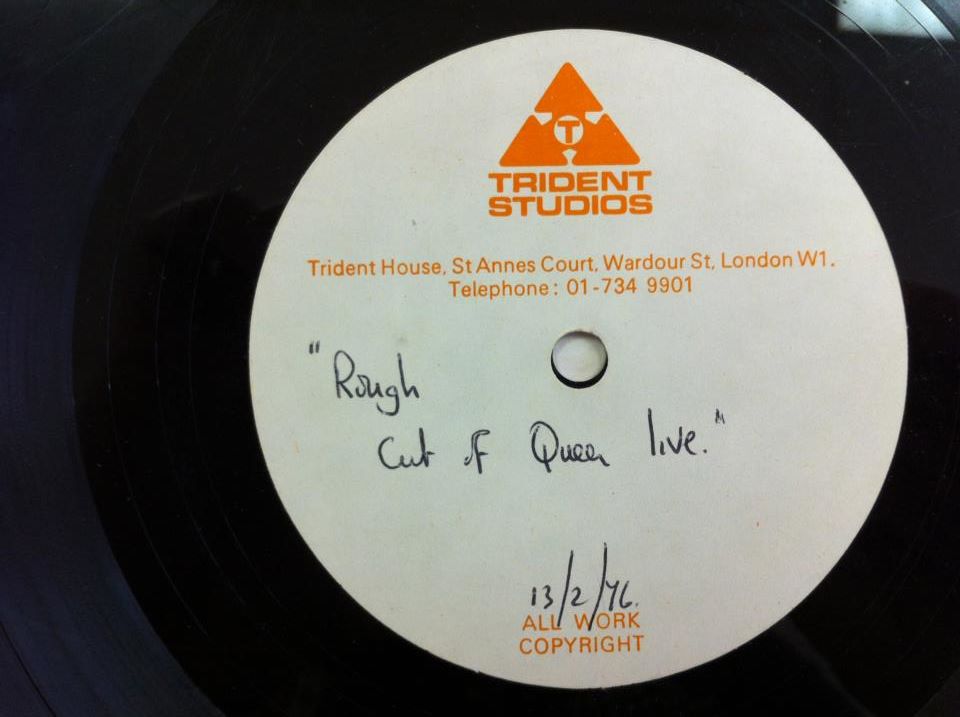 T
TRIDENT
STUDIOS
Trident House, St Annes Court, Wardour St, London W1.
Telephone: 01-734 9901
"Rough
Cut of Queen live."
13/2/76.
ALL WORK
COPYRIGHT